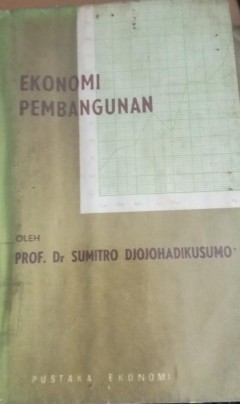 EKONOMI
PEMBANGUNAN
OLEH
PROF. Dr SUMITRO DJOJOHADIKUSUMO
PUSTAKA EKONOMI